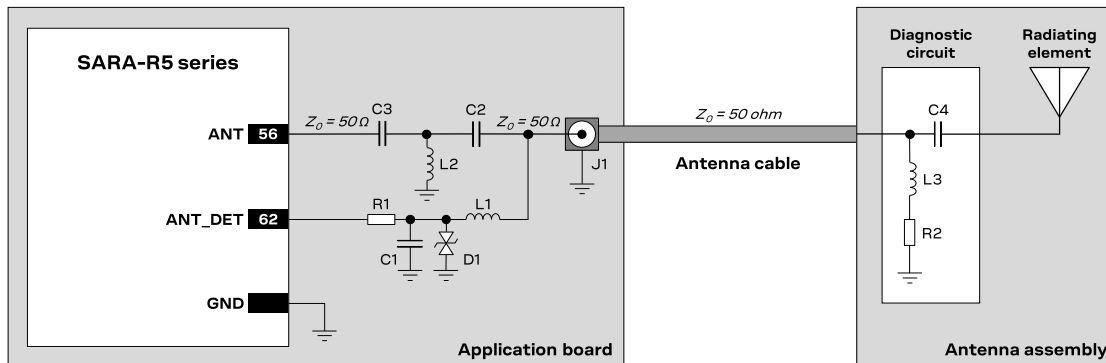 SARA-R5 series
ANT
56
Z₀ = 50 Ω
C3
C2
Z₀ = 50 Ω
L2
J1
ANT_DET
62
R1
L1
C1
D1
GND
Application board
Z₀ = 50 ohm
Antenna cable
Diagnostic
circuit
Radiating
element
C4
L3
R2
Antenna assembly